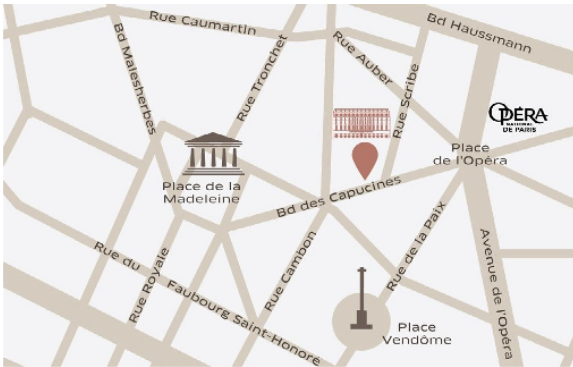 Rue Caumartin
Bd Haussmann
Bd Malesherbes
Rue Tronchet
Rue Auber
Rue Scribe
OPÉRA
NATIONAL
DE PARIS
Place
de l'Opéra
Place de la
Madeleine
Bd des Capucines
Rue du
Faubourg Saint-Honoré
Rue Royale
Rue Cambon
Rue de la Paix
Avenue de l'Opéra
Place
Vendôme